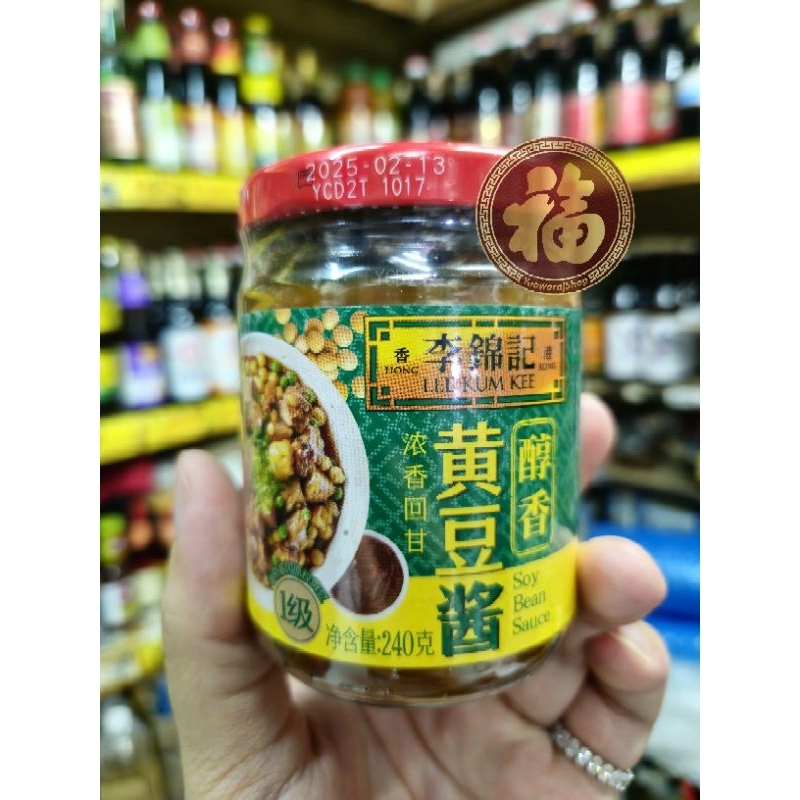 2025-02-13
YCD2T 1017
福
YaowarajShop
香 李錦記 港
HONG LEE KUM KEE KONG
醇香
黄豆酱
浓香回甘
Soy
Bean
Sauce
1级
净含量:240克